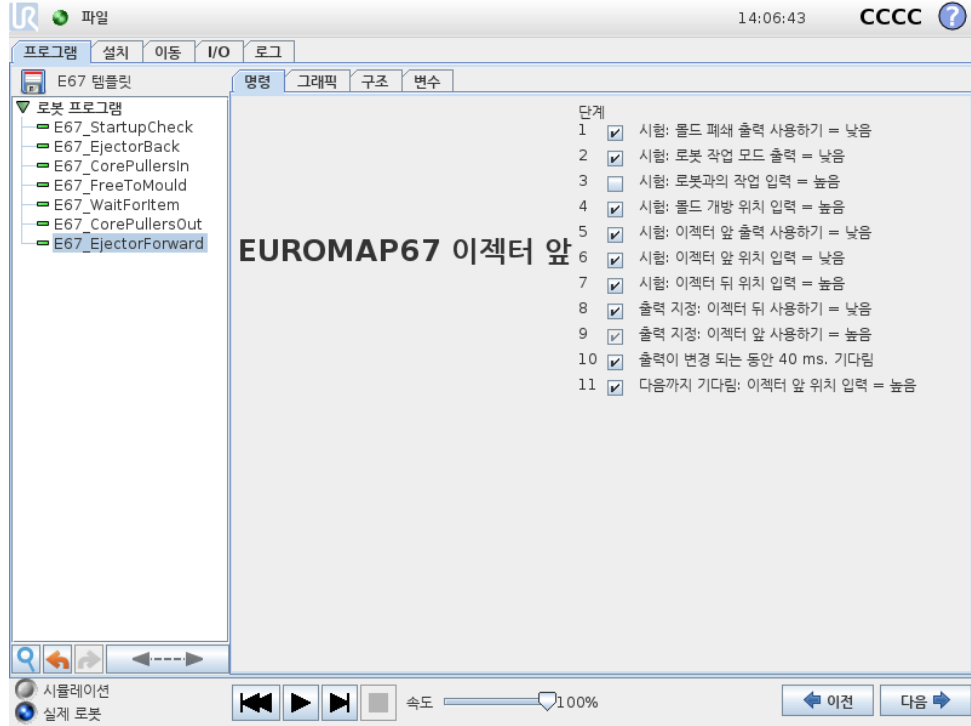 UR 파일 14:06:43 CCCC ?
프로그램 설치 이동 I/O 로그
E67 템플릿
명령 그래픽 구조 변수
로봇 프로그램
E67_StartupCheck
E67_EjectorBack
E67_CorePullersIn
E67_FreeToMould
E67_WaitForItem
E67_CorePullersOut
E67_EjectorForward
EUROMAP67 이젝터 앞
단계
1 시험: 몰드 폐쇄 출력 사용하기 = 낮음
2 시험: 로봇 작업 모드 출력 = 낮음
3 시험: 로봇과의 작업 입력 = 높음
4 시험: 몰드 개방 위치 입력 = 높음
5 시험: 이젝터 앞 출력 사용하기 = 낮음
6 시험: 이젝터 앞 위치 입력 = 낮음
7 시험: 이젝터 뒤 위치 입력 = 높음
8 출력 지정: 이젝터 뒤 사용하기 = 낮음
9 출력 지정: 이젝터 앞 사용하기 = 높음
10 출력이 변경 되는 동안 40 ms. 기다림
11 다음까지 기다림: 이젝터 앞 위치 입력 = 높음
시뮬레이션
실제 로봇
속도 100%
이전 다음